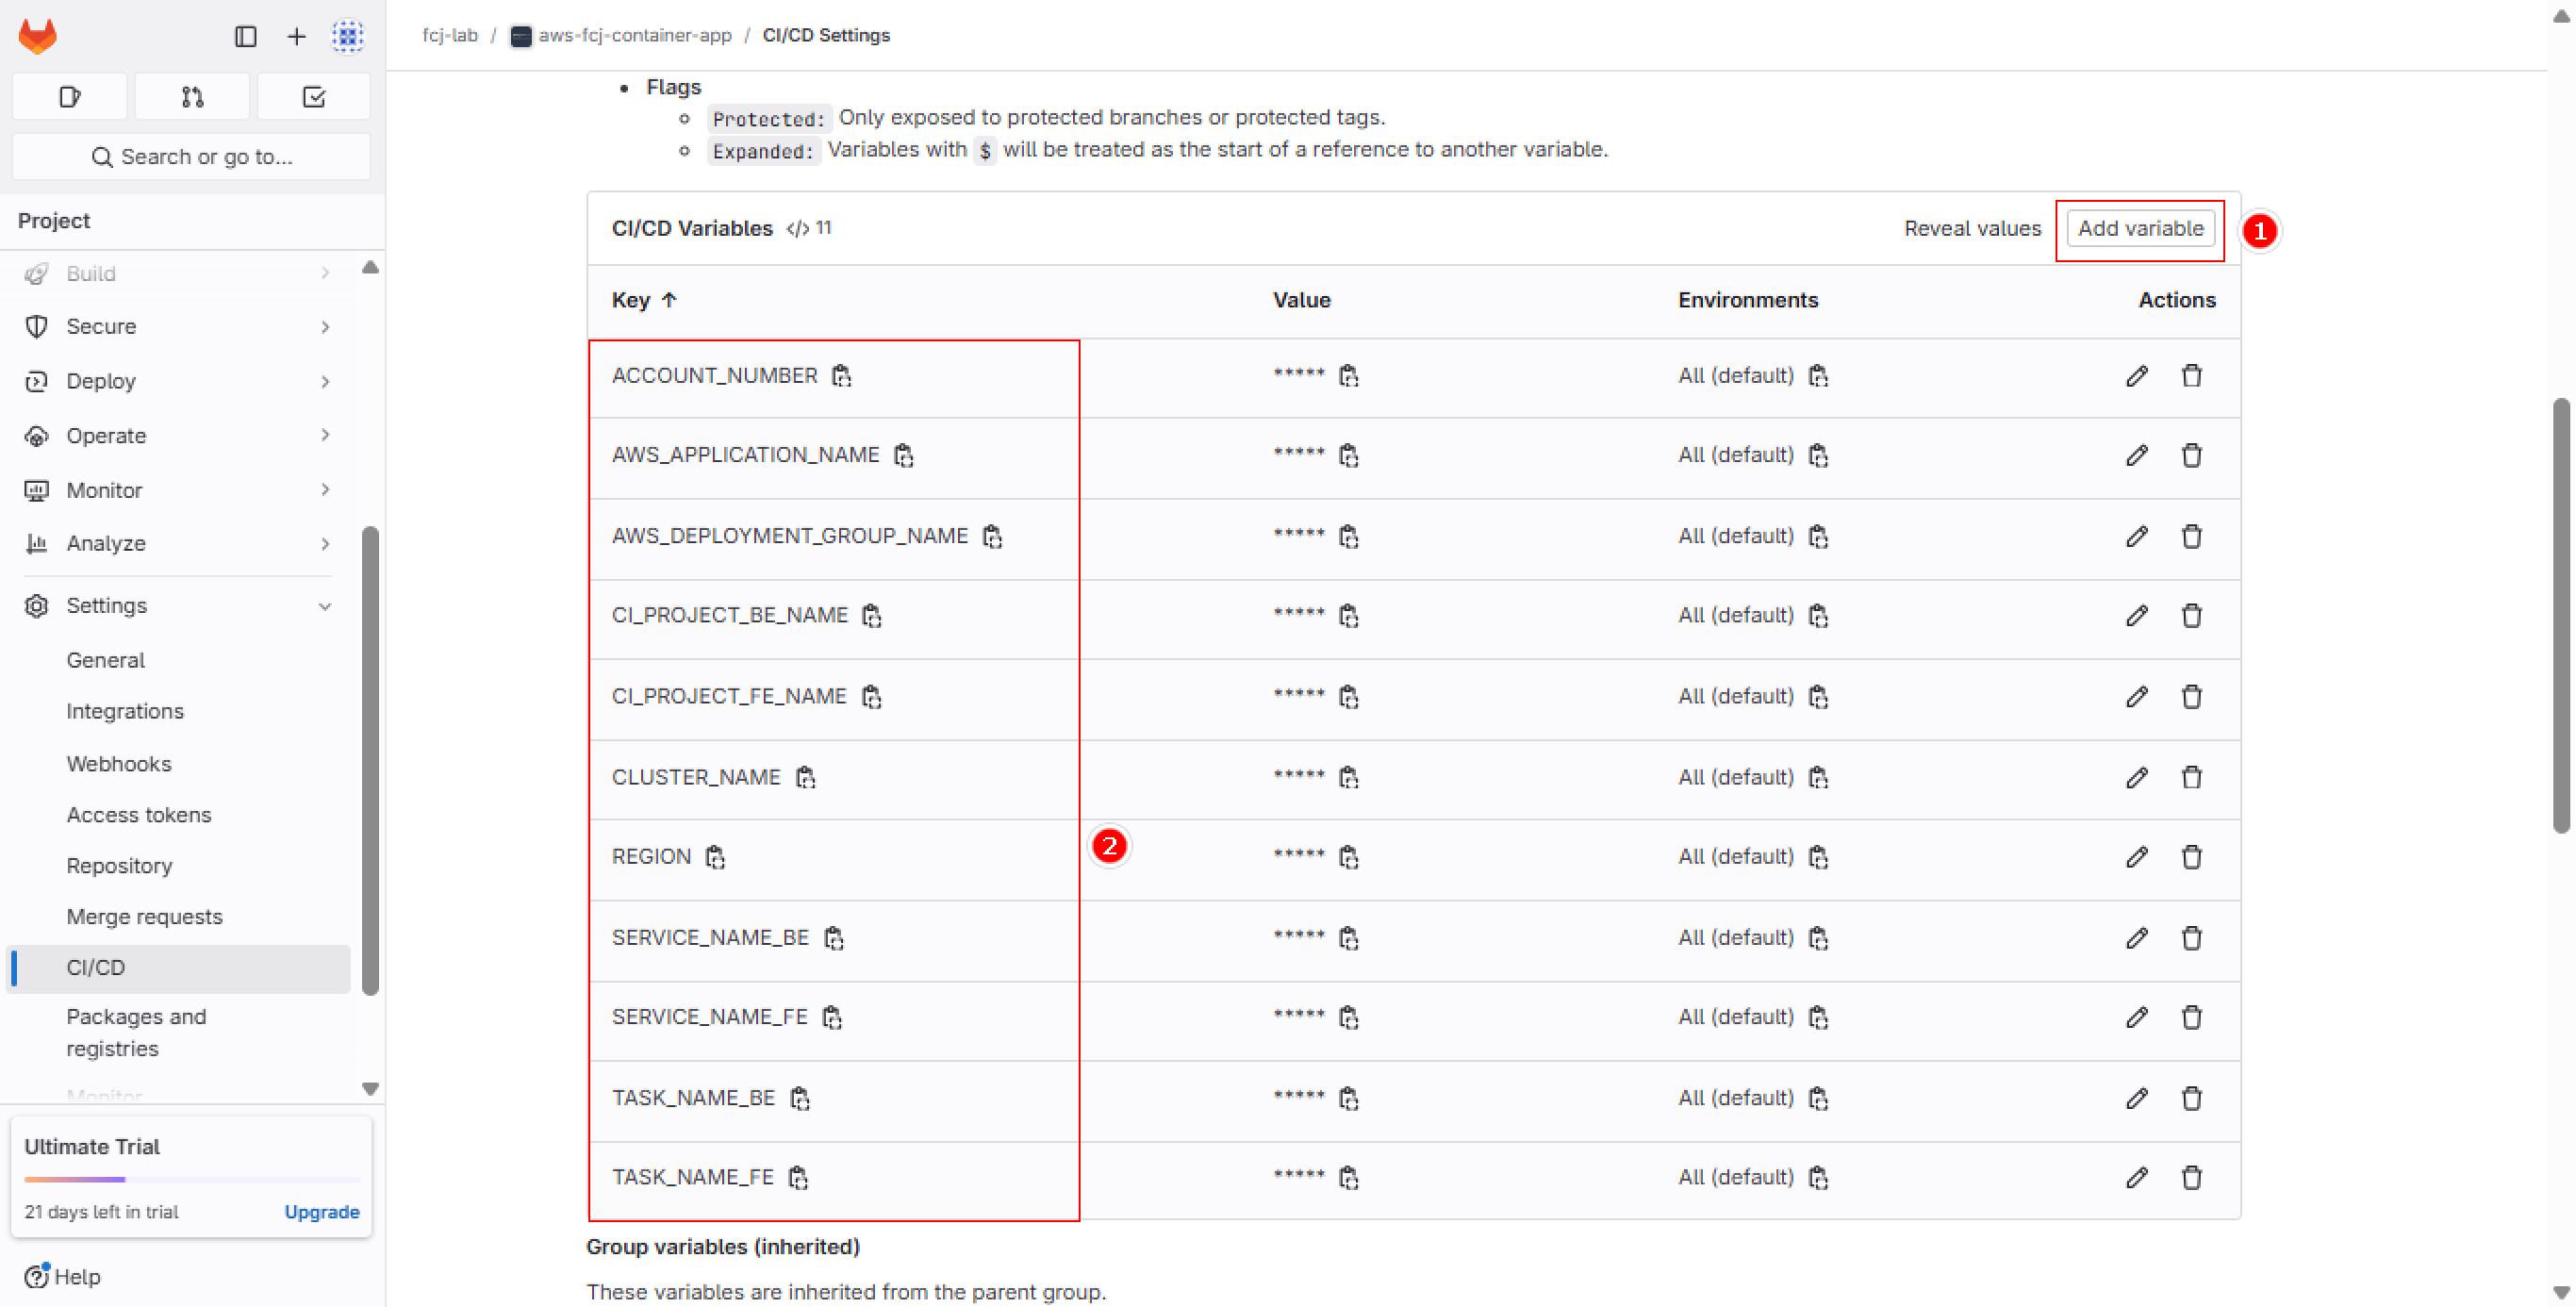 fcj-lab / aws-fcj-container-app / CI/CD Settings
Search or go to...
Project
Build
Secure
Deploy
Operate
Monitor
Analyze
Settings
General
Integrations
Webhooks
Access tokens
Repository
Merge requests
CI/CD
Packages and
registries
Monitor
Ultimate Trial
21 days left in trial Upgrade
Help
Flags
Protected: Only exposed to protected branches or protected tags.
Expanded: Variables with $ will be treated as the start of a reference to another variable.
CI/CD Variables </> 11 Reveal values Add variable 1
Key ↑ Value Environments Actions
ACCOUNT_NUMBER ***** All (default)
AWS_APPLICATION_NAME ***** All (default)
AWS_DEPLOYMENT_GROUP_NAME ***** All (default)
CI_PROJECT_BE_NAME ***** All (default)
CI_PROJECT_FE_NAME ***** All (default)
CLUSTER_NAME ***** All (default)
2
REGION ***** All (default)
SERVICE_NAME_BE ***** All (default)
SERVICE_NAME_FE ***** All (default)
TASK_NAME_BE ***** All (default)
TASK_NAME_FE ***** All (default)
Group variables (inherited)
These variables are inherited from the parent group.